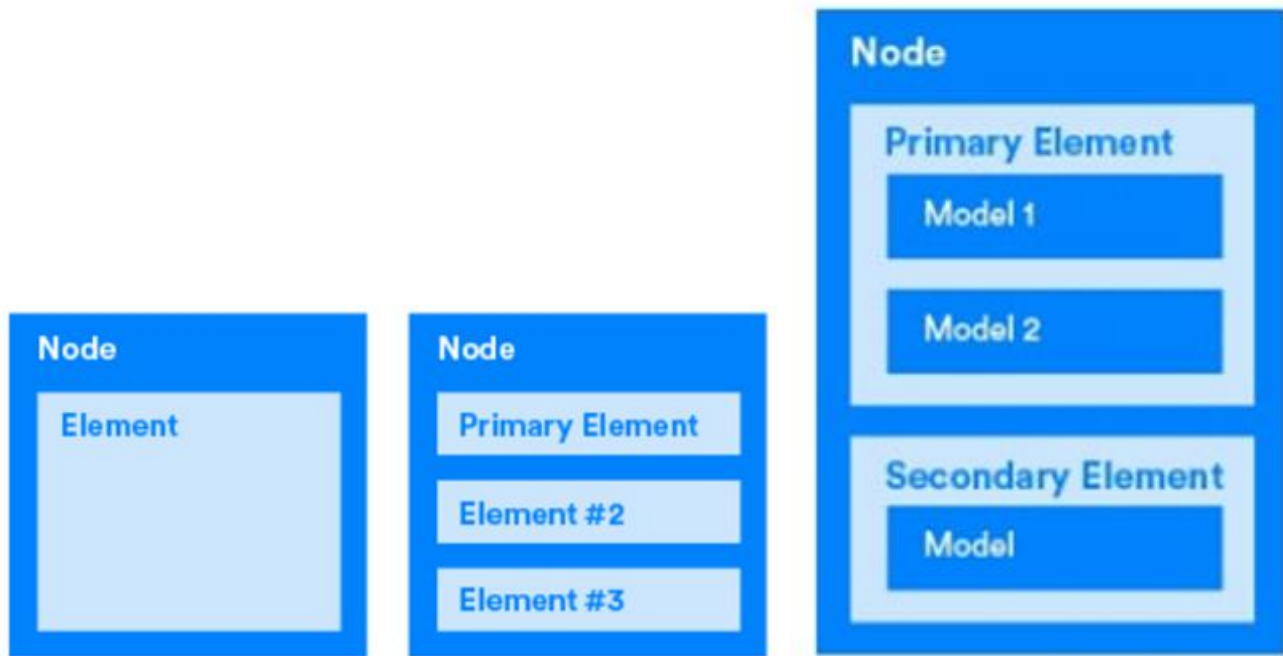 Node
Element
Node
Primary Element
Element #2
Element #3
Node
Primary Element
Model 1
Model 2
Secondary Element
Model